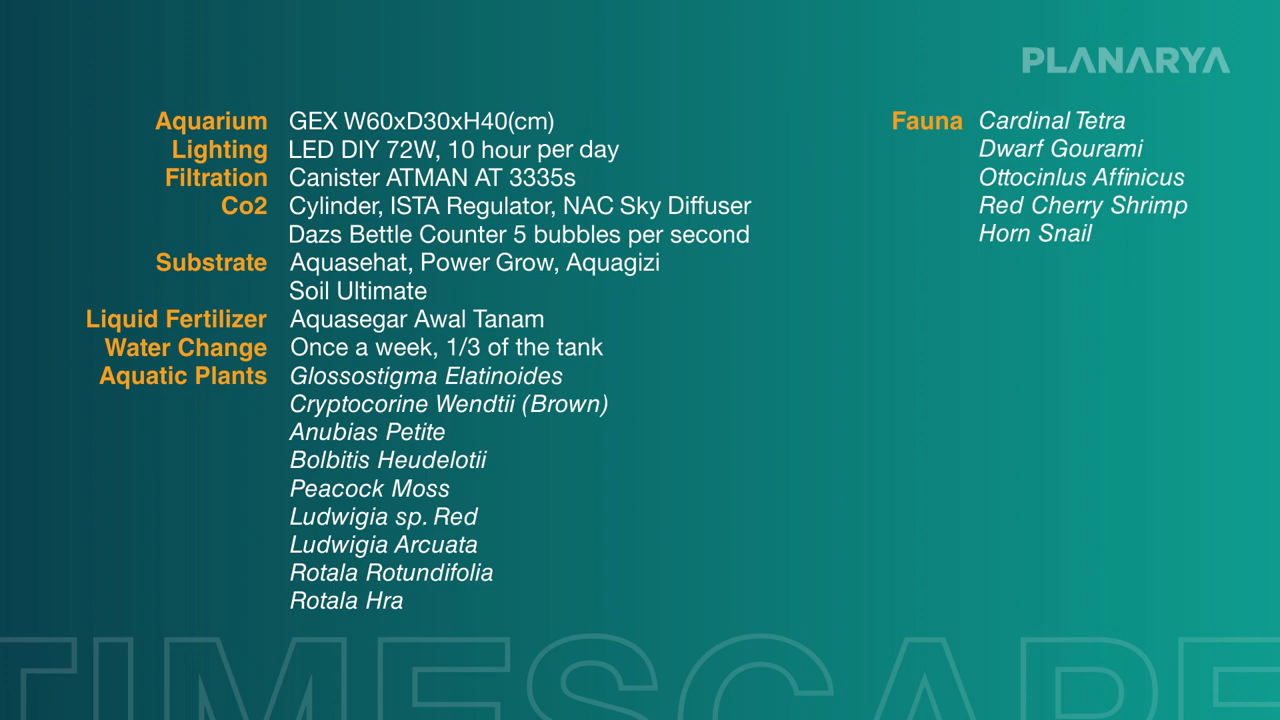 PLANARYA
Aquarium GEX W60xD30xH40(cm)
Lighting LED DIY 72W, 10 hour per day
Filtration Canister ATMAN AT 3335s
Co2 Cylinder, ISTA Regulator, NAC Sky Diffuser
Dazs Bettle Counter 5 bubbles per second
Substrate Aquasehat, Power Grow, Aquagizi
Soil Ultimate
Liquid Fertilizer Aquasegar Awal Tanam
Water Change Once a week, 1/3 of the tank
Aquatic Plants Glossostigma Elatinoides
Cryptocorine Wendtii (Brown)
Anubias Petite
Bolbitis Heudelotii
Peacock Moss
Ludwigia sp. Red
Ludwigia Arcuata
Rotala Rotundifolia
Rotala Hra
Fauna Cardinal Tetra
Dwarf Gourami
Ottocinlus Affinicus
Red Cherry Shrimp
Horn Snail
TIMESCAPE